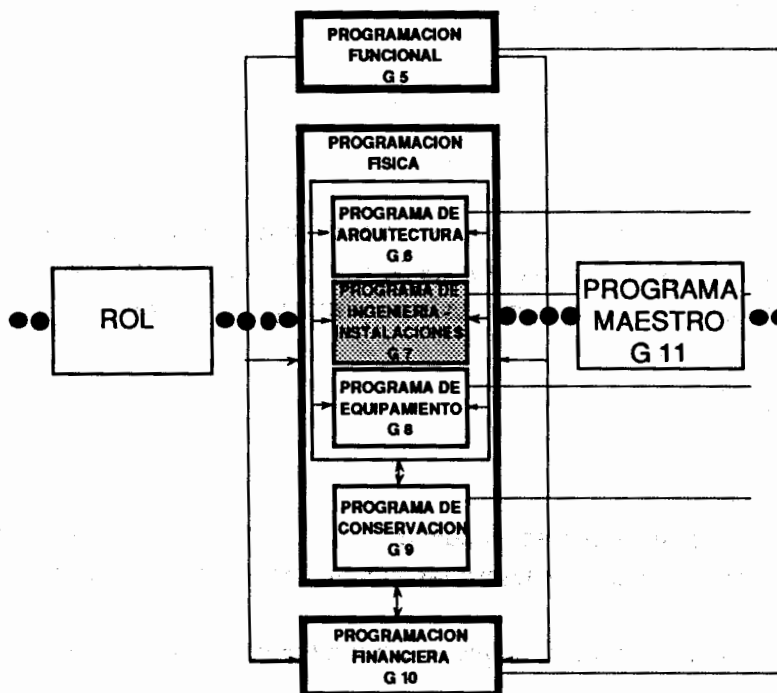 PROGRAMACION
FUNCIONAL
G 5
PROGRAMACION
FISICA
PROGRAMA DE
ARQUITECTURA
G 6
PROGRAMA DE
INGENIERIA -
INSTALACIONES
G 7
PROGRAMA DE
EQUIPAMIENTO
G 8
PROGRAMA DE
CONSERVACION
G 9
PROGRAMACION
FINANCIERA
G 10
ROL
PROGRAMA
MAESTRO
G 11